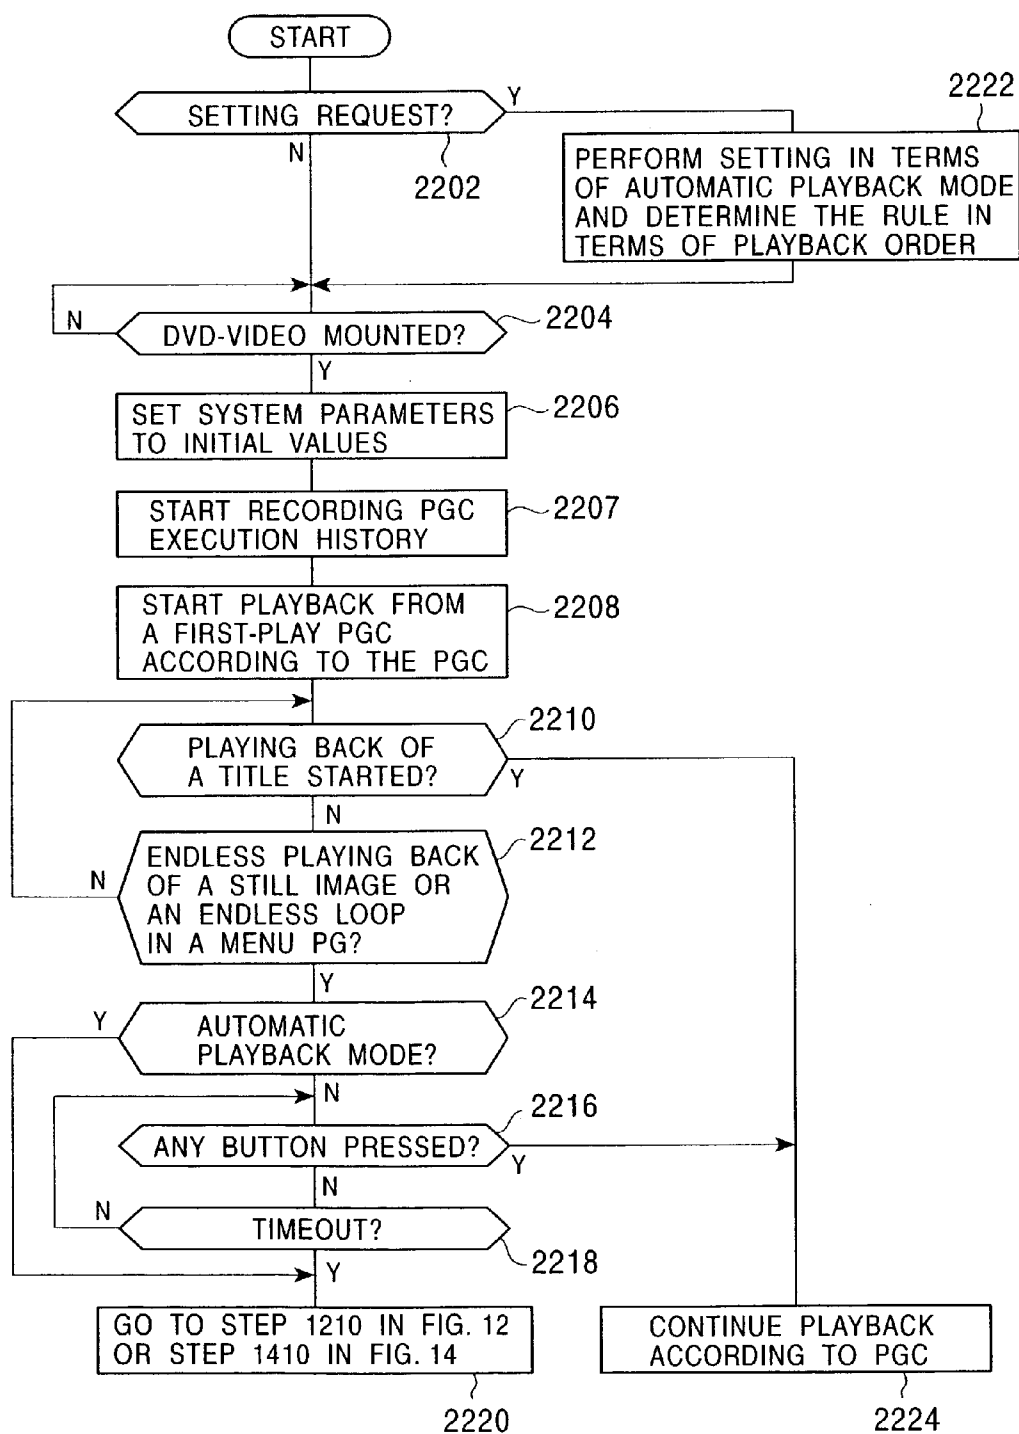 START
SETTING REQUEST?
Y
2222
N
2202
PERFORM SETTING IN TERMS
OF AUTOMATIC PLAYBACK MODE
AND DETERMINE THE RULE IN
TERMS OF PLAYBACK ORDER
N
DVD-VIDEO MOUNTED?
2204
Y
SET SYSTEM PARAMETERS
TO INITIAL VALUES
2206
START RECORDING PGC
EXECUTION HISTORY
2207
START PLAYBACK FROM
A FIRST-PLAY PGC
ACCORDING TO THE PGC
2208
PLAYING BACK OF
A TITLE STARTED?
2210
Y
N
ENDLESS PLAYING BACK
OF A STILL IMAGE OR
AN ENDLESS LOOP
IN A MENU PG?
2212
N
Y
AUTOMATIC
PLAYBACK MODE?
2214
Y
N
ANY BUTTON PRESSED?
2216
Y
N
TIMEOUT?
N
2218
Y
GO TO STEP 1210 IN FIG. 12
OR STEP 1410 IN FIG. 14
2220
CONTINUE PLAYBACK
ACCORDING TO PGC
2224